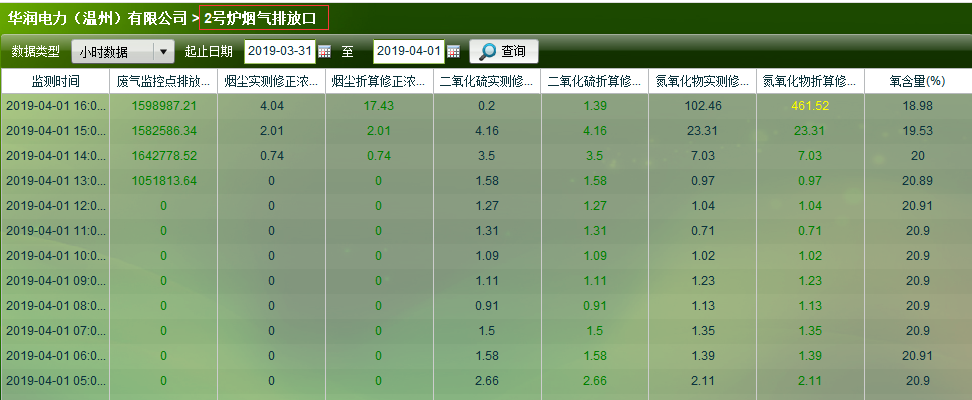 华润电力（温州）有限公司 > 2号炉烟气排放口
数据类型 小时数据 起止日期 2019-03-31 至 2019-04-01 查询
监测时间 废气监控点排放... 烟尘实测修正浓... 烟尘折算修正浓... 二氧化硫实测修... 二氧化硫折算修... 氮氧化物实测修... 氮氧化物折算修... 氧含量(%)
2019-04-01 16:0... 1598987.21 4.04 17.43 0.2 1.39 102.46 461.52 18.98
2019-04-01 15:0... 1582586.34 2.01 2.01 4.16 4.16 23.31 23.31 19.53
2019-04-01 14:0... 1642778.52 0.74 0.74 3.5 3.5 7.03 7.03 20
2019-04-01 13:0... 1051813.64 0 0 1.58 1.58 0.97 0.97 20.89
2019-04-01 12:0... 0 0 0 1.27 1.27 1.04 1.04 20.91
2019-04-01 11:0... 0 0 0 1.31 1.31 0.71 0.71 20.9
2019-04-01 10:0... 0 0 0 1.09 1.09 1.02 1.02 20.9
2019-04-01 09:0... 0 0 0 1.11 1.11 1.23 1.23 20.9
2019-04-01 08:0... 0 0 0 0.91 0.91 1.13 1.13 20.9
2019-04-01 07:0... 0 0 0 1.5 1.5 1.35 1.35 20.9
2019-04-01 06:0... 0 0 0 1.58 1.58 1.39 1.39 20.91
2019-04-01 05:0... 0 0 0 2.66 2.66 2.11 2.11 20.9